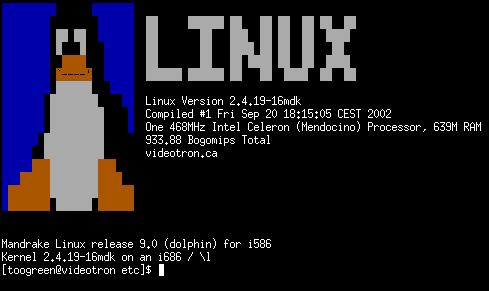 LINUX
Linux Version 2.4.19-16mdk
Compiled #1 Fri Sep 20 18:15:05 CEST 2002
One 468MHz Intel Celeron (Mendocino) Processor, 639M RAM
933.88 Bogomips Total
videotron.ca
Mandrake Linux release 9.0 (dolphin) for i586
Kernel 2.4.19-16mdk on an i686 / \l
[toogreen@videotron etc]$